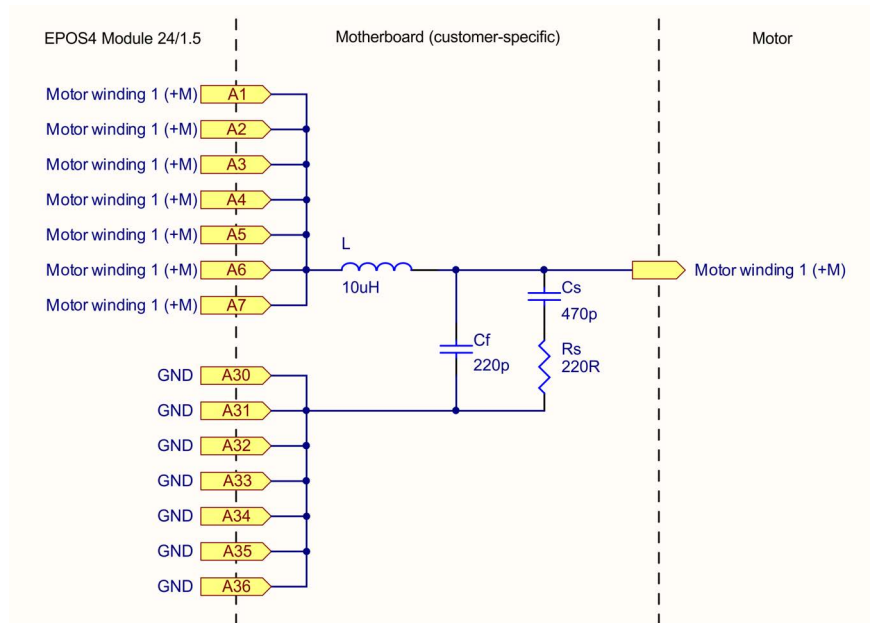 EPOS4 Module 24/1.5
Motherboard (customer-specific)
Motor
Motor winding 1 (+M) A1
Motor winding 1 (+M) A2
Motor winding 1 (+M) A3
Motor winding 1 (+M) A4
Motor winding 1 (+M) A5
Motor winding 1 (+M) A6
Motor winding 1 (+M) A7
L
10uH
Motor winding 1 (+M)
Cs
470p
Cf
220p
Rs
220R
GND A30
GND A31
GND A32
GND A33
GND A34
GND A35
GND A36